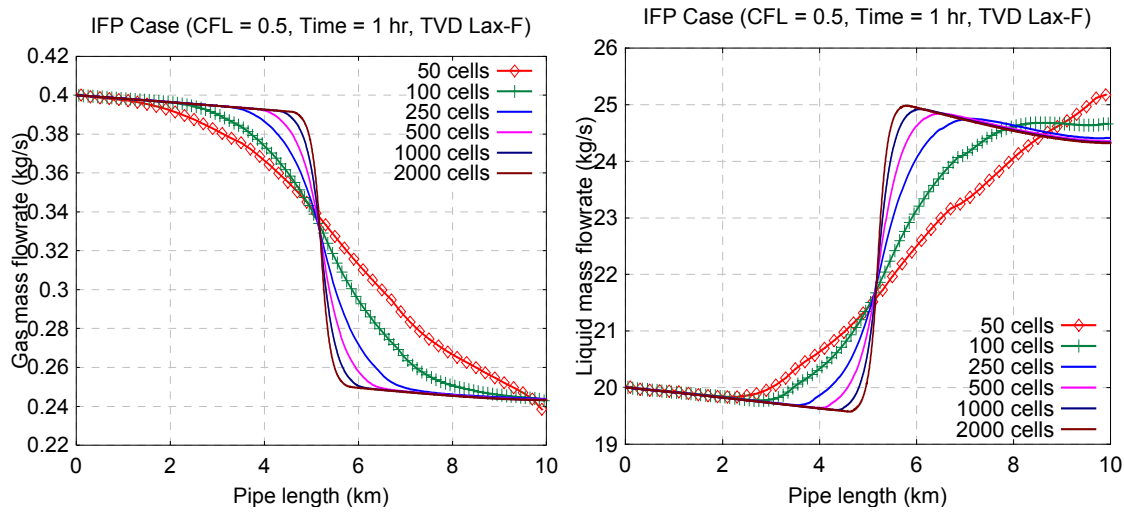 IFP Case (CFL = 0.5, Time = 1 hr, TVD Lax-F)
Gas mass flowrate (kg/s)
0.4
0.38
0.36
0.34
0.32
0.3
0.28
0.26
0.24
0.22
50 cells
100 cells
250 cells
500 cells
1000 cells
2000 cells
0 2 4 6 8 10
Pipe length (km)
IFP Case (CFL = 0.5, Time = 1 hr, TVD Lax-F)
Liquid mass flowrate (kg/s)
26
25
24
23
22
21
20
19
50 cells
100 cells
250 cells
500 cells
1000 cells
2000 cells
0 2 4 6 8 10
Pipe length (km)